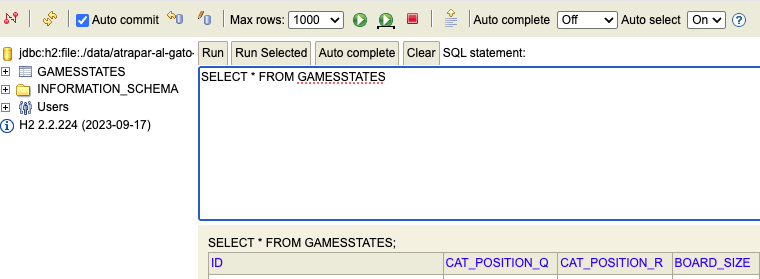 Auto commit Max rows: 1000 Auto complete Off Auto select On
jdbc:h2:file:./data/atrapar-al-gato-
GAMESSTATES
INFORMATION_SCHEMA
Users
H2 2.2.224 (2023-09-17)
Run Run Selected Auto complete Clear SQL statement:
SELECT * FROM GAMESSTATES
SELECT * FROM GAMESSTATES;
ID CAT_POSITION_Q CAT_POSITION_R BOARD_SIZE